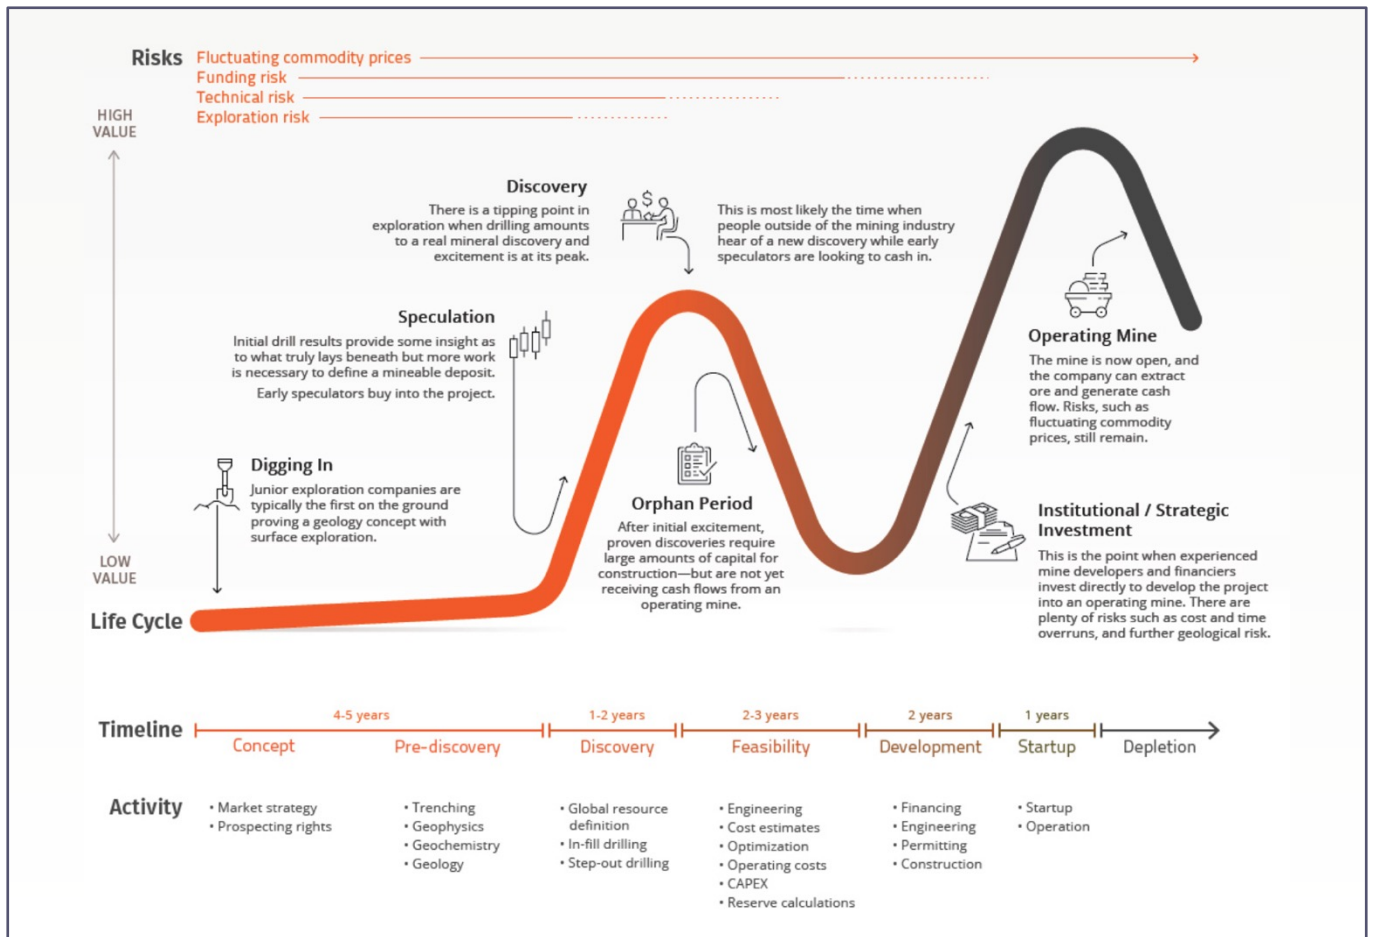 Risks
Fluctuating commodity prices
Funding risk
Technical risk
Exploration risk
HIGH
VALUE
Discovery
There is a tipping point in
exploration when drilling amounts
to a real mineral discovery and
excitement is at its peak.
$
This is most likely the time when
people outside of the mining industry
hear of a new discovery while early
speculators are looking to cash in.
Speculation
Initial drill results provide some insight as
to what truly lays beneath but more work
is necessary to define a mineable deposit.
Early speculators buy into the project.
Operating Mine
The mine is now open, and
the company can extract
ore and generate cash
flow. Risks, such as
fluctuating commodity
prices, still remain.
Digging In
Junior exploration companies are
typically the first on the ground
proving a geology concept with
surface exploration.
Orphan Period
After initial excitement,
proven discoveries require
large amounts of capital for
construction—but are not yet
receiving cash flows from an
operating mine.
Institutional / Strategic
Investment
This is the point when experienced
mine developers and financiers
invest directly to develop the project
into an operating mine. There are
plenty of risks such as cost and time
overruns, and further geological risk.
LOW
VALUE
Life Cycle
Timeline
4-5 years
1-2 years
2-3 years
2 years
1 years
Concept
Pre-discovery
Discovery
Feasibility
Development
Startup
Depletion
Activity
• Market strategy
• Prospecting rights
• Trenching
• Geophysics
• Geochemistry
• Geology
• Global resource
definition
• In-fill drilling
• Step-out drilling
• Engineering
• Cost estimates
• Optimization
• Operating costs
• CAPEX
• Reserve calculations
• Financing
• Engineering
• Permitting
• Construction
• Startup
• Operation